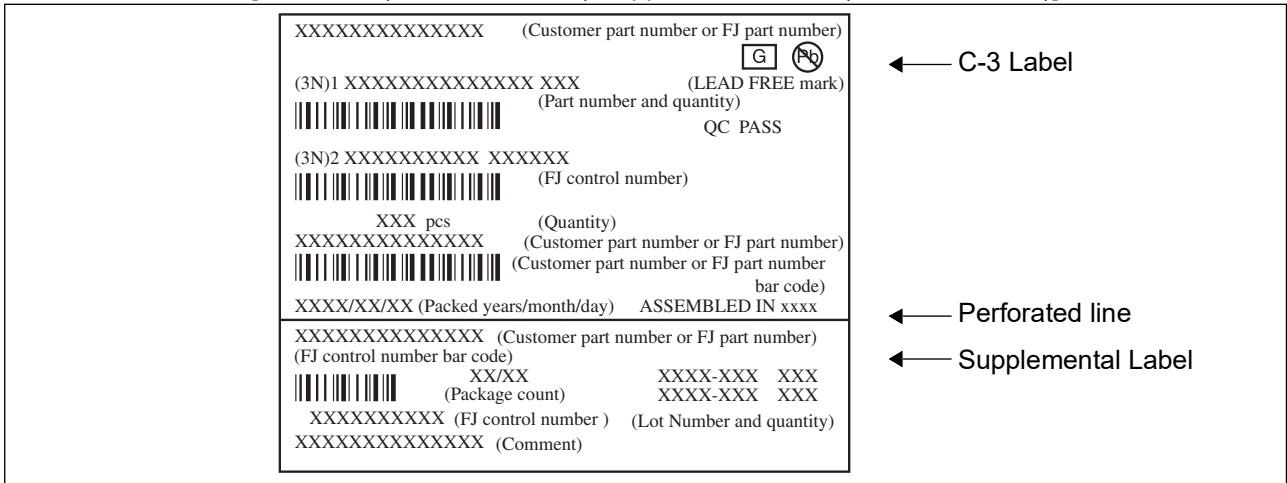 XXXXXXXXXXXXXX (Customer part number or FJ part number)
G Pb
C-3 Label
(3N)1 XXXXXXXXXXXXXX XXX (LEAD FREE mark)
(Part number and quantity)
QC PASS
(3N)2 XXXXXXXXXX XXXXXX
(FJ control number)
XXX pcs (Quantity)
XXXXXXXXXXXXXX (Customer part number or FJ part number)
(Customer part number or FJ part number
bar code)
XXXX/XX/XX (Packed years/month/day) ASSEMBLED IN xxxx
Perforated line
XXXXXXXXXXXXXX (Customer part number or FJ part number)
(FJ control number bar code)
Supplemental Label
XX/XX XXXX-XXX XXX
(Package count) XXXX-XXX XXX
XXXXXXXXXX (FJ control number ) (Lot Number and quantity)
XXXXXXXXXXXXXX (Comment)